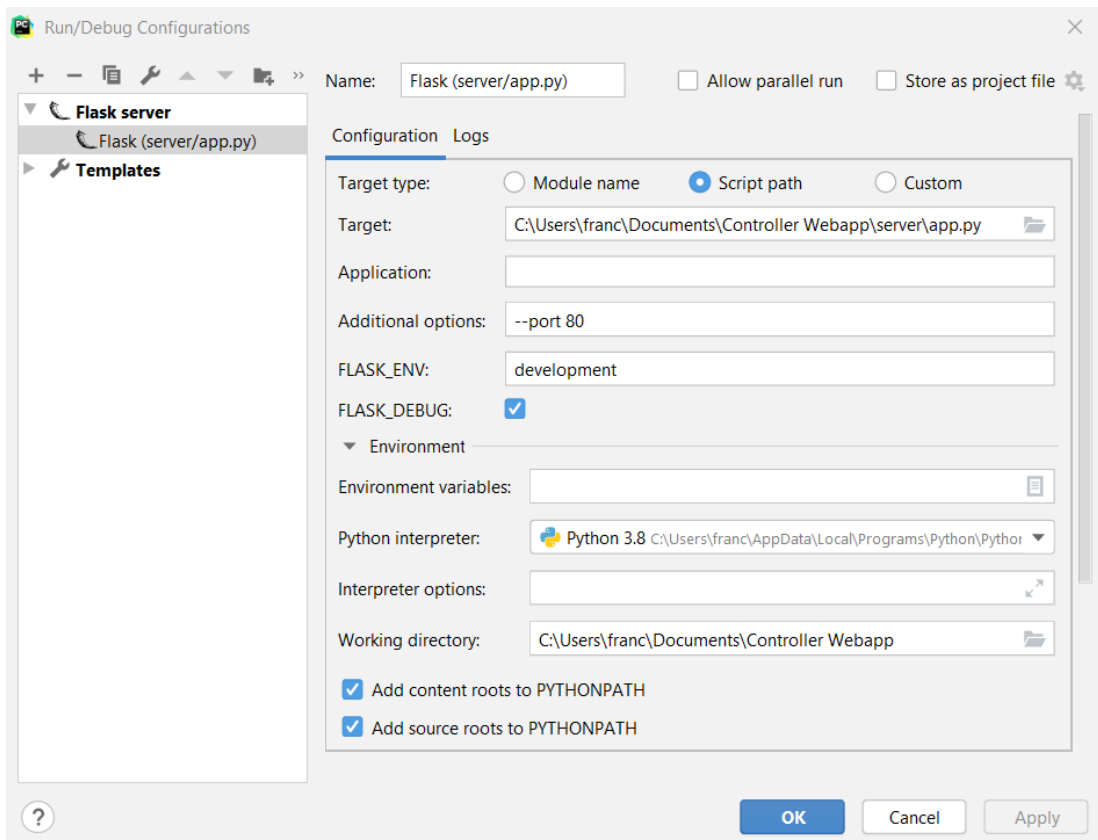 PC
Run/Debug Configurations
Name: Flask (server/app.py) Allow parallel run Store as project file
Flask server
Flask (server/app.py)
Templates
Configuration Logs
Target type: Module name Script path Custom
Target: C:\Users\franc\Documents\Controller Webapp\server\app.py
Application:
Additional options: --port 80
FLASK_ENV: development
FLASK_DEBUG:
Environment
Environment variables:
Python interpreter: Python 3.8 C:\Users\franc\AppData\Local\Programs\Python\Pythor
Interpreter options:
Working directory: C:\Users\franc\Documents\Controller Webapp
Add content roots to PYTHONPATH
Add source roots to PYTHONPATH
? OK Cancel Apply